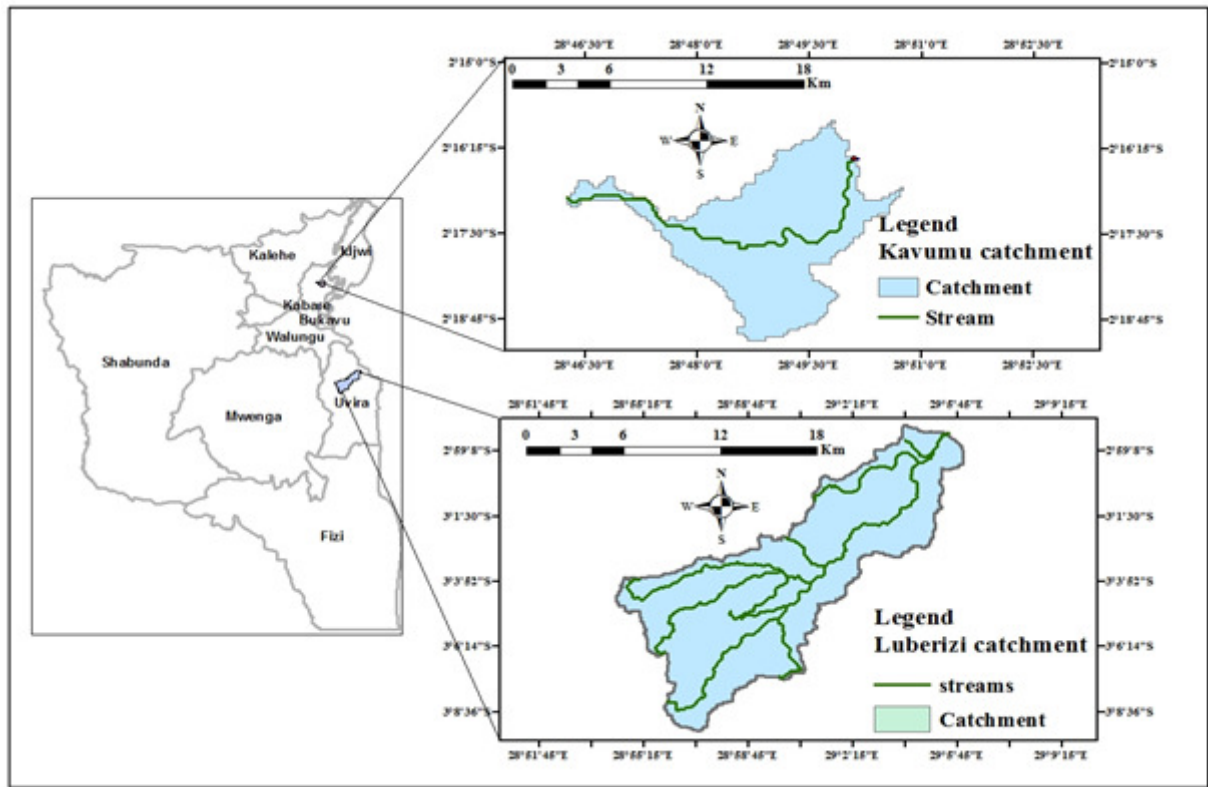 Kalehe
Idjwi
Kabare
Bukavu
Walungu
Shabunda
Mwenga
Uvira
Fizi
28°46'30"E 28°48'0"E 28°49'30"E 28°51'0"E 28°52'30"E
2°15'0"S 2°15'0"S
0 3 6 12 18
Km
N
W E
S
2°16'15"S 2°16'15"S
2°17'30"S 2°17'30"S
2°18'45"S 2°18'45"S
Legend
Kavumu catchment
Catchment
Stream
28°46'30"E 28°48'0"E 28°49'30"E 28°51'0"E 28°52'30"E
28°51'45"E 28°55'15"E 28°58'45"E 29°2'15"E 29°5'45"E 29°9'15"E
0 3 6 12 18
Km
N
W E
S
2°59'8"S 2°59'8"S
3°1'30"S 3°1'30"S
3°3'52"S 3°3'52"S
3°6'14"S 3°6'14"S
3°8'36"S 3°8'36"S
Legend
Luberizi catchment
streams
Catchment
28°51'45"E 28°55'15"E 28°58'45"E 29°2'15"E 29°5'45"E 29°9'15"E